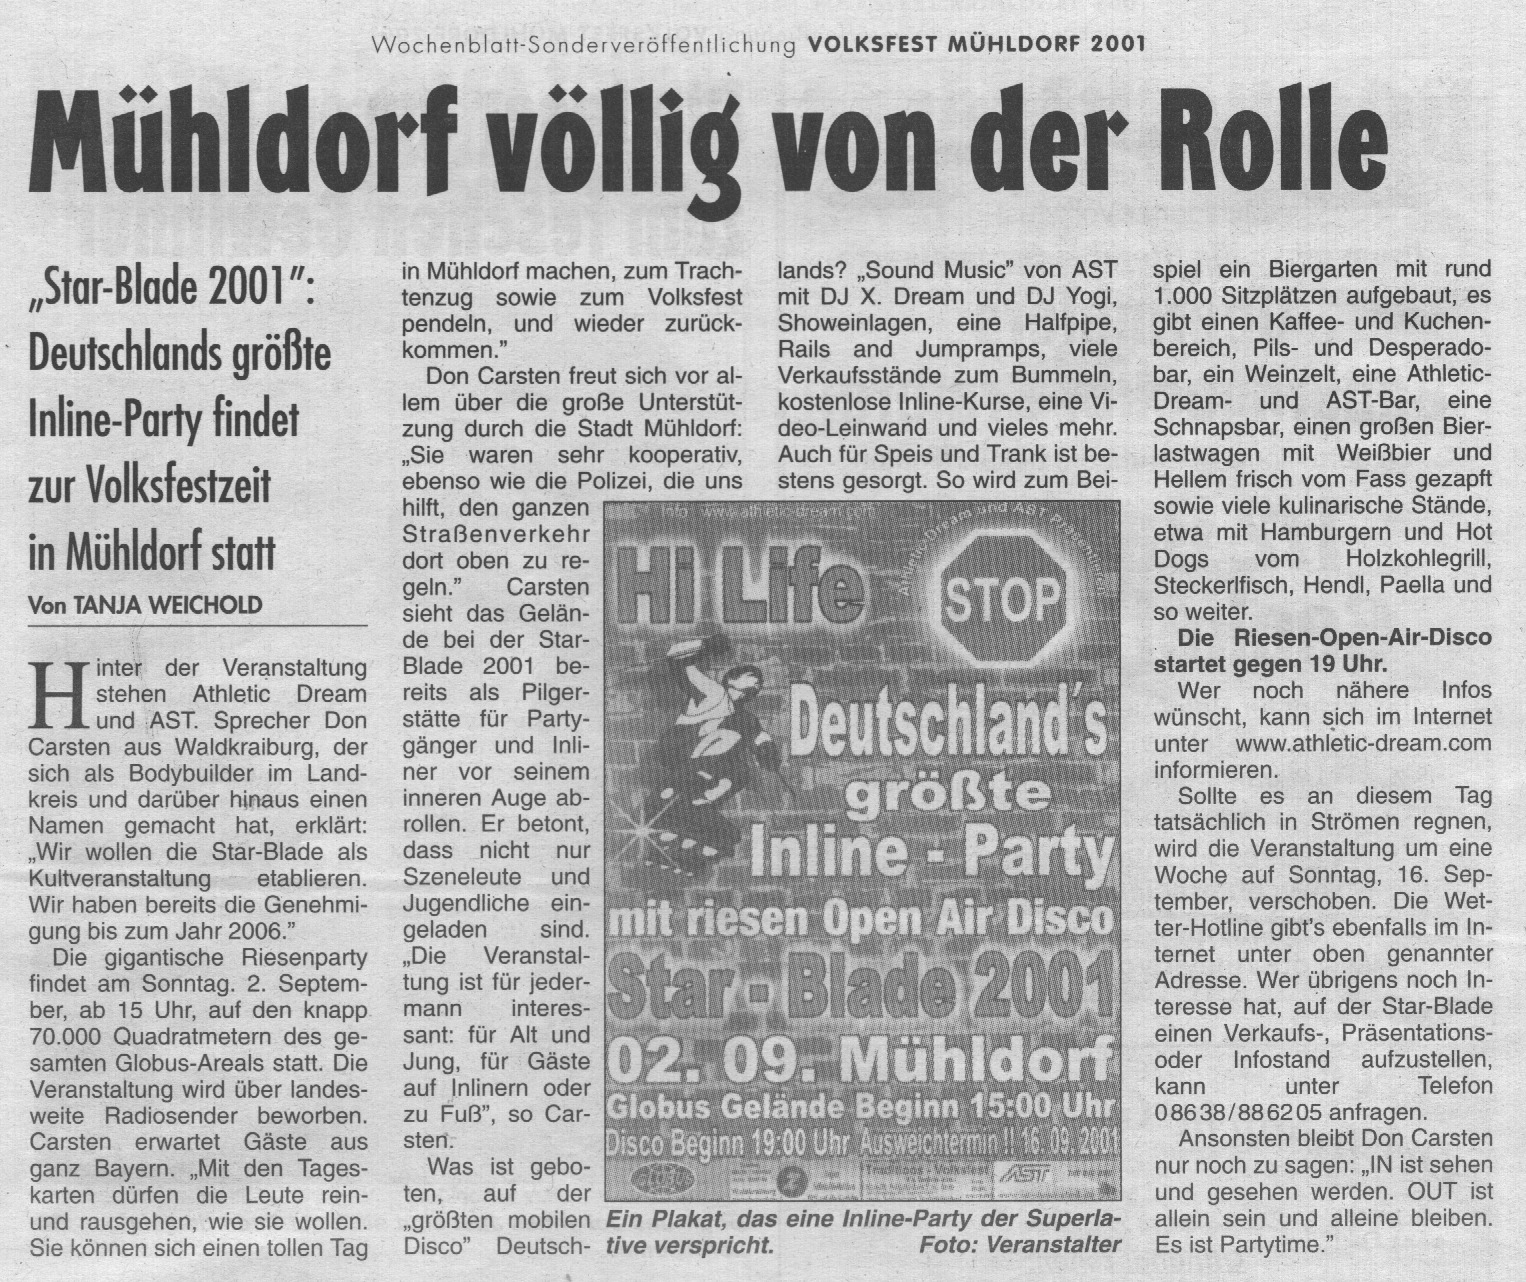 Wochenblatt-Sonderveröffentlichung VOLKSFEST MÜHLDORF 2001
Mühldorf völlig von der Rolle
„Star-Blade 2001”:
Deutschlands größte
Inline-Party findet
zur Volksfestzeit
in Mühldorf statt
Von TANJA WEICHOLD
Hinter der Veranstaltung
stehen Athletic Dream
und AST. Sprecher Don
Carsten aus Waldkraiburg, der
sich als Bodybuilder im Land-
kreis und darüber hinaus einen
Namen gemacht hat, erklärt:
„Wir wollen die Star-Blade als
Kultveranstaltung etablieren.
Wir haben bereits die Genehmi-
gung bis zum Jahr 2006.”
Die gigantische Riesenparty
findet am Sonntag. 2. Septem-
ber, ab 15 Uhr, auf den knapp
70.000 Quadratmetern des ge-
samten Globus-Areals statt. Die
Veranstaltung wird über landes-
weite Radiosender beworben.
Carsten erwartet Gäste aus
ganz Bayern. „Mit den Tages-
karten dürfen die Leute rein-
und rausgehen, wie sie wollen.
Sie können sich einen tollen Tag
in Mühldorf machen, zum Trach-
tenzug sowie zum Volksfest
pendeln, und wieder zurück-
kommen.”
Don Carsten freut sich vor al-
lem über die große Unterstüt-
zung durch die Stadt Mühldorf:
„Sie waren sehr kooperativ,
ebenso wie die Polizei, die uns
hilft, den ganzen
Straßenverkehr
dort oben zu re-
geln.” Carsten
sieht das Gelän-
de bei der Star-
Blade 2001 be-
reits als Pilger-
stätte für Party-
gänger und Inli-
ner vor seinem
inneren Auge ab-
rollen. Er betont,
dass nicht nur
Szeneleute und
Jugendliche ein-
geladen sind.
„Die Veranstal-
tung ist für jeder-
mann interes-
sant: für Alt und
Jung, für Gäste
auf Inlinern oder
zu Fuß”, so Car-
sten.
Was ist gebo-
ten, auf der
„größten mobilen
Disco” Deutsch-
lands? „Sound Music” von AST
mit DJ X. Dream und DJ Yogi,
Showeinlagen, eine Halfpipe,
Rails and Jumpramps, viele
Verkaufsstände zum Bummeln,
kostenlose Inline-Kurse, eine Vi-
deo-Leinwand und vieles mehr.
Auch für Speis und Trank ist be-
stens gesorgt. So wird zum Bei-
Info www.athletic-dream.com
Athletic-Dream und AST Präsentieren
Hi Life
STOP
Deutschland's
größte
Inline - Party
mit riesen Open Air Disco
Star - Blade 2001
02. 09. Mühldorf
Globus Gelände Beginn 15:00 Uhr
Disco Beginn 19:00 Uhr Ausweichtermin !! 16. 09. 2001
GLOBUS
Traditions - Volksfest
AST
Ein Plakat, das eine Inline-Party der Superla-
tive verspricht. Foto: Veranstalter
spiel ein Biergarten mit rund
1.000 Sitzplätzen aufgebaut, es
gibt einen Kaffee- und Kuchen-
bereich, Pils- und Desperado-
bar, ein Weinzelt, eine Athletic-
Dream- und AST-Bar, eine
Schnapsbar, einen großen Bier-
lastwagen mit Weißbier und
Hellem frisch vom Fass gezapft
sowie viele kulinarische Stände,
etwa mit Hamburgern und Hot
Dogs vom Holzkohlegrill,
Steckerlfisch, Hendl, Paella und
so weiter.
Die Riesen-Open-Air-Disco
startet gegen 19 Uhr.
Wer noch nähere Infos
wünscht, kann sich im Internet
unter www.athletic-dream.com
informieren.
Sollte es an diesem Tag
tatsächlich in Strömen regnen,
wird die Veranstaltung um eine
Woche auf Sonntag, 16. Sep-
tember, verschoben. Die Wet-
ter-Hotline gibt's ebenfalls im In-
ternet unter oben genannter
Adresse. Wer übrigens noch In-
teresse hat, auf der Star-Blade
einen Verkaufs-, Präsentations-
oder Infostand aufzustellen,
kann unter Telefon
08638/886205 anfragen.
Ansonsten bleibt Don Carsten
nur noch zu sagen: „IN ist sehen
und gesehen werden. OUT ist
allein sein und alleine bleiben.
Es ist Partytime.”